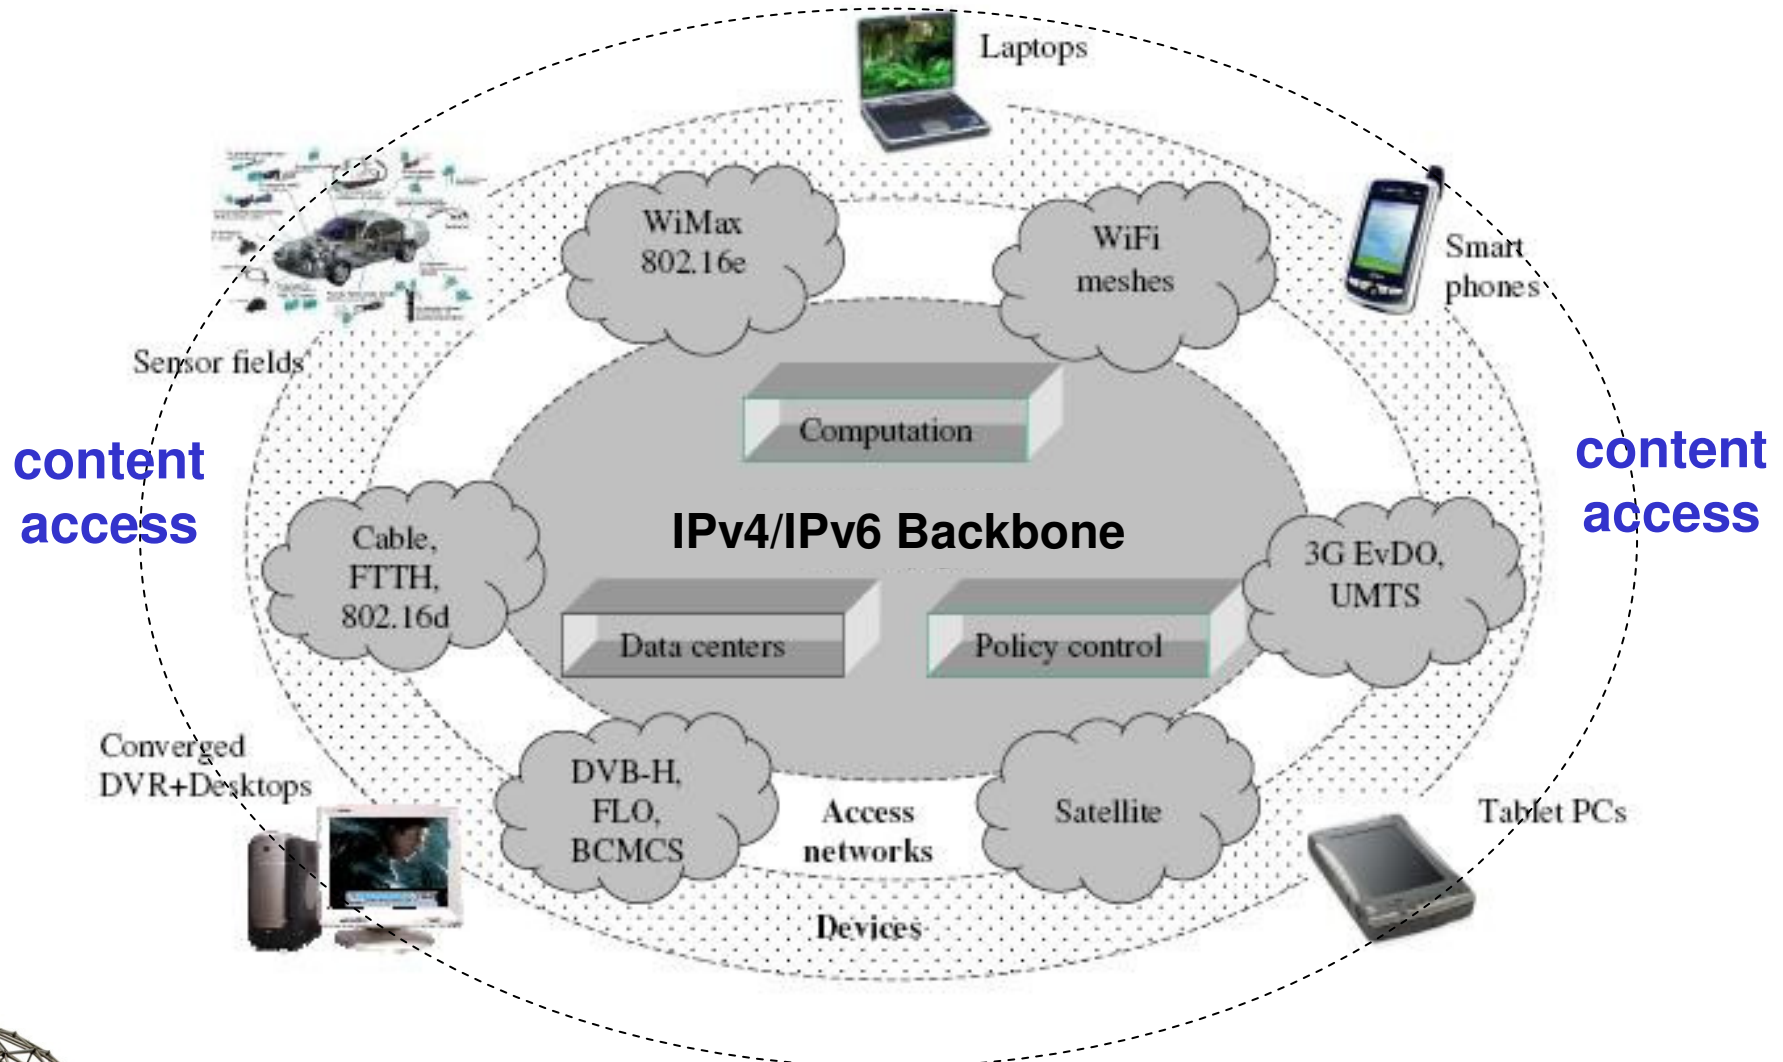 Laptops
WiMax
802.16e
WiFi
meshes
Smart
phones
Sensor fields
Computation
content
access
content
access
IPv4/IPv6 Backbone
Cable,
FTTH,
802.16d
3G EvDO,
UMTS
Data centers
Policy control
Converged
DVR+Desktops
DVB-H,
FLO,
BCMCS
Access
networks
Satellite
Tablet PCs
Devices